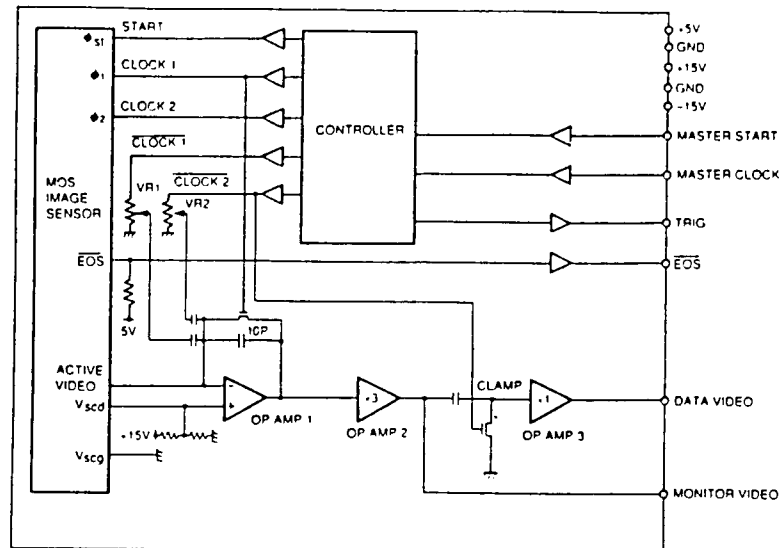 START
CLOCK 1
CLOCK 2
CLOCK 1
CLOCK 2
VR1
VR2
ΦST
Φ1
Φ2
MOS IMAGE SENSOR
EOS
5V
10P
ACTIVE VIDEO
Vscd
+15V
Vscg
-
+
OP AMP 1
×3
OP AMP 2
CLAMP
×1
OP AMP 3
CONTROLLER
+5V
GND
+15V
GND
-15V
MASTER START
MASTER CLOCK
TRIG
EOS
DATA VIDEO
MONITOR VIDEO